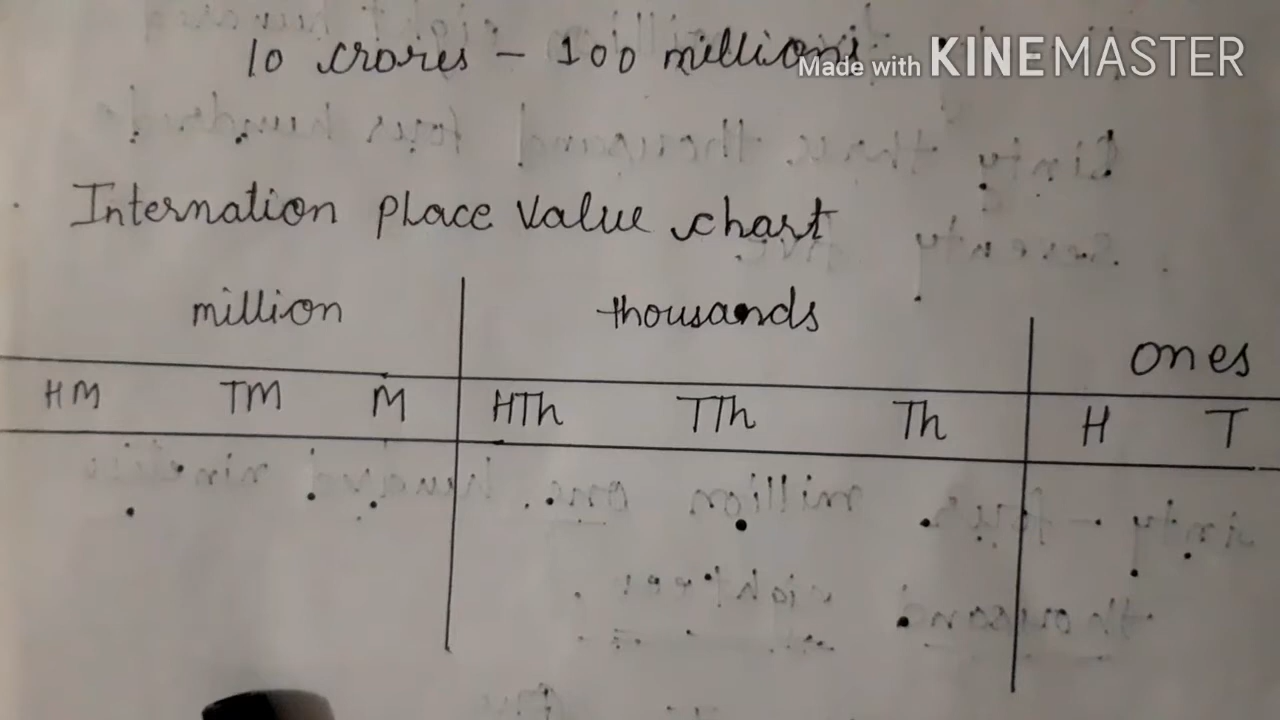 10 crores - 100 millions
Made with KINEMASTER
Internation place value chart
million thousands ones
HM TM M HTh TTh Th H T